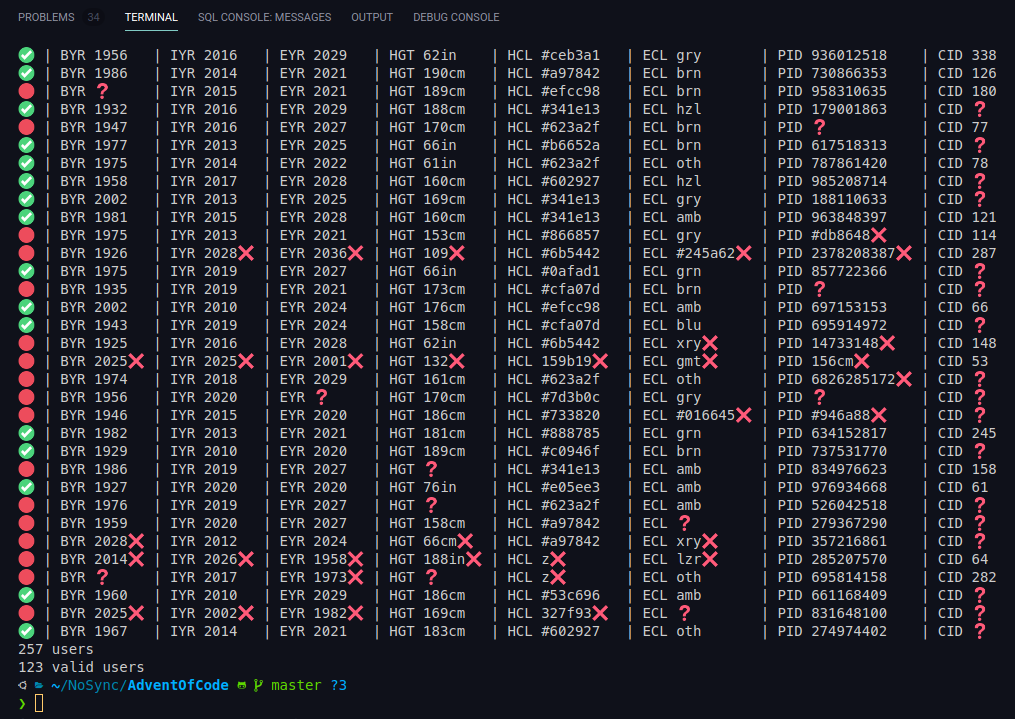 PROBLEMS 34 TERMINAL SQL CONSOLE: MESSAGES OUTPUT DEBUG CONSOLE
✅ | BYR 1956 | IYR 2016 | EYR 2029 | HGT 62in | HCL #ceb3a1 | ECL gry | PID 936012518 | CID 338
✅ | BYR 1986 | IYR 2014 | EYR 2021 | HGT 190cm | HCL #a97842 | ECL brn | PID 730866353 | CID 126
🔴 | BYR ❓ | IYR 2015 | EYR 2021 | HGT 189cm | HCL #efcc98 | ECL brn | PID 958310635 | CID 180
✅ | BYR 1932 | IYR 2016 | EYR 2029 | HGT 188cm | HCL #341e13 | ECL hzl | PID 179001863 | CID ❓
🔴 | BYR 1947 | IYR 2016 | EYR 2027 | HGT 170cm | HCL #623a2f | ECL brn | PID ❓ | CID 77
✅ | BYR 1977 | IYR 2013 | EYR 2025 | HGT 66in | HCL #b6652a | ECL brn | PID 617518313 | CID ❓
✅ | BYR 1975 | IYR 2014 | EYR 2022 | HGT 61in | HCL #623a2f | ECL oth | PID 787861420 | CID 78
✅ | BYR 1958 | IYR 2017 | EYR 2028 | HGT 160cm | HCL #602927 | ECL hzl | PID 985208714 | CID ❓
✅ | BYR 2002 | IYR 2013 | EYR 2025 | HGT 169cm | HCL #341e13 | ECL gry | PID 188110633 | CID ❓
✅ | BYR 1981 | IYR 2015 | EYR 2028 | HGT 160cm | HCL #341e13 | ECL amb | PID 963848397 | CID 121
🔴 | BYR 1975 | IYR 2013 | EYR 2021 | HGT 153cm | HCL #866857 | ECL gry | PID #db8648❌ | CID 114
🔴 | BYR 1926 | IYR 2028❌ | EYR 2036❌ | HGT 109❌ | HCL #6b5442 | ECL #245a62❌ | PID 2378208387❌ | CID 287
✅ | BYR 1975 | IYR 2019 | EYR 2027 | HGT 66in | HCL #0afad1 | ECL grn | PID 857722366 | CID ❓
🔴 | BYR 1935 | IYR 2019 | EYR 2021 | HGT 173cm | HCL #cfa07d | ECL brn | PID ❓ | CID ❓
✅ | BYR 2002 | IYR 2010 | EYR 2024 | HGT 176cm | HCL #efcc98 | ECL amb | PID 697153153 | CID 66
✅ | BYR 1943 | IYR 2019 | EYR 2024 | HGT 158cm | HCL #cfa07d | ECL blu | PID 695914972 | CID ❓
🔴 | BYR 1925 | IYR 2016 | EYR 2028 | HGT 62in | HCL #6b5442 | ECL xry❌ | PID 14733148❌ | CID 148
🔴 | BYR 2025❌ | IYR 2025❌ | EYR 2001❌ | HGT 132❌ | HCL 159b19❌ | ECL gmt❌ | PID 156cm❌ | CID 53
🔴 | BYR 1974 | IYR 2018 | EYR 2029 | HGT 161cm | HCL #623a2f | ECL oth | PID 6826285172❌ | CID ❓
🔴 | BYR 1956 | IYR 2020 | EYR ❓ | HGT 170cm | HCL #7d3b0c | ECL gry | PID ❓ | CID ❓
🔴 | BYR 1946 | IYR 2015 | EYR 2020 | HGT 186cm | HCL #733820 | ECL #016645❌ | PID #946a88❌ | CID ❓
✅ | BYR 1982 | IYR 2013 | EYR 2021 | HGT 181cm | HCL #888785 | ECL grn | PID 634152817 | CID 245
✅ | BYR 1929 | IYR 2010 | EYR 2020 | HGT 189cm | HCL #c0946f | ECL brn | PID 737531770 | CID ❓
🔴 | BYR 1986 | IYR 2019 | EYR 2027 | HGT ❓ | HCL #341e13 | ECL amb | PID 834976623 | CID 158
✅ | BYR 1927 | IYR 2020 | EYR 2020 | HGT 76in | HCL #e05ee3 | ECL amb | PID 976934668 | CID 61
🔴 | BYR 1976 | IYR 2019 | EYR 2027 | HGT ❓ | HCL #623a2f | ECL amb | PID 526042518 | CID ❓
🔴 | BYR 1959 | IYR 2020 | EYR 2027 | HGT 158cm | HCL #a97842 | ECL ❓ | PID 279367290 | CID ❓
🔴 | BYR 2028❌ | IYR 2012 | EYR 2024 | HGT 66cm❌ | HCL #a97842 | ECL xry❌ | PID 357216861 | CID ❓
🔴 | BYR 2014❌ | IYR 2026❌ | EYR 1958❌ | HGT 188in❌ | HCL z❌ | ECL lzr❌ | PID 285207570 | CID 64
🔴 | BYR ❓ | IYR 2017 | EYR 1973❌ | HGT ❓ | HCL z❌ | ECL oth | PID 695814158 | CID 282
✅ | BYR 1960 | IYR 2010 | EYR 2029 | HGT 186cm | HCL #53c696 | ECL amb | PID 661168409 | CID ❓
🔴 | BYR 2025❌ | IYR 2002❌ | EYR 1982❌ | HGT 169cm | HCL 327f93❌ | ECL ❓ | PID 831648100 | CID ❓
✅ | BYR 1967 | IYR 2014 | EYR 2021 | HGT 183cm | HCL #602927 | ECL oth | PID 274974402 | CID ❓
257 users
123 valid users
~/NoSync/AdventOfCode master ?3
❯